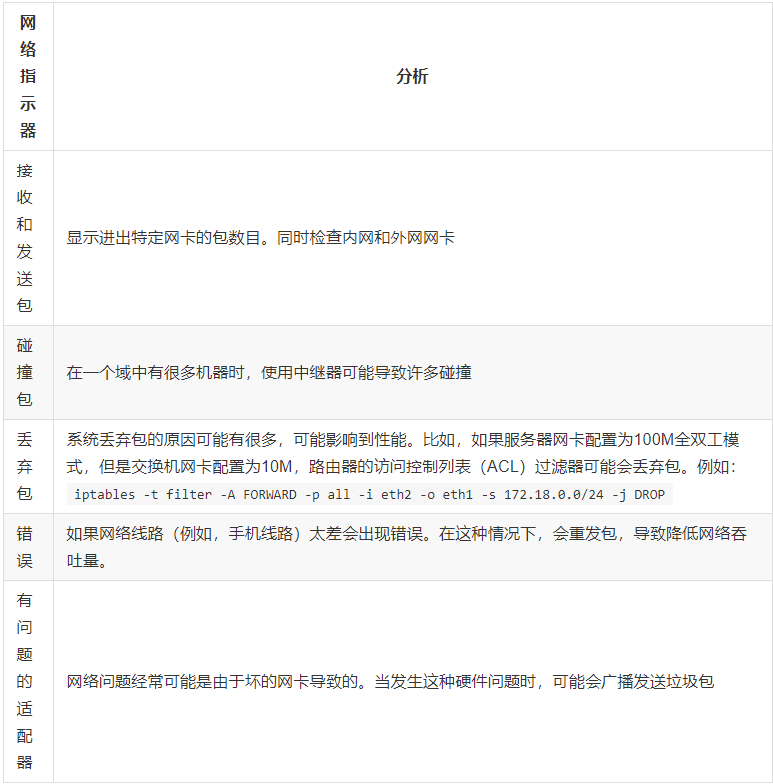 网
络
指
示
器
分析
接
收
和
发
送
包
显示进出特定网卡的包数目。同时检查内网和外网网卡
碰
撞
包
在一个域中有很多机器时，使用中继器可能导致许多碰撞
丢
弃
包
系统丢弃包的原因可能有很多，可能影响到性能。比如，如果服务器网卡配置为100M全双工模
式，但是交换机网卡配置为10M，路由器的访问控制列表（ACL）过滤器可能会丢弃包。例如：
iptables -t filter -A FORWARD -p all -i eth2 -o eth1 -s 172.18.0.0/24 -j DROP
错
误
如果网络线路（例如，手机线路）太差会出现错误。在这种情况下，会重发包，导致降低网络吞
吐量。
有
问
题
的
适
配
器
网络问题经常可能是由于坏的网卡导致的。当发生这种硬件问题时，可能会广播发送垃圾包